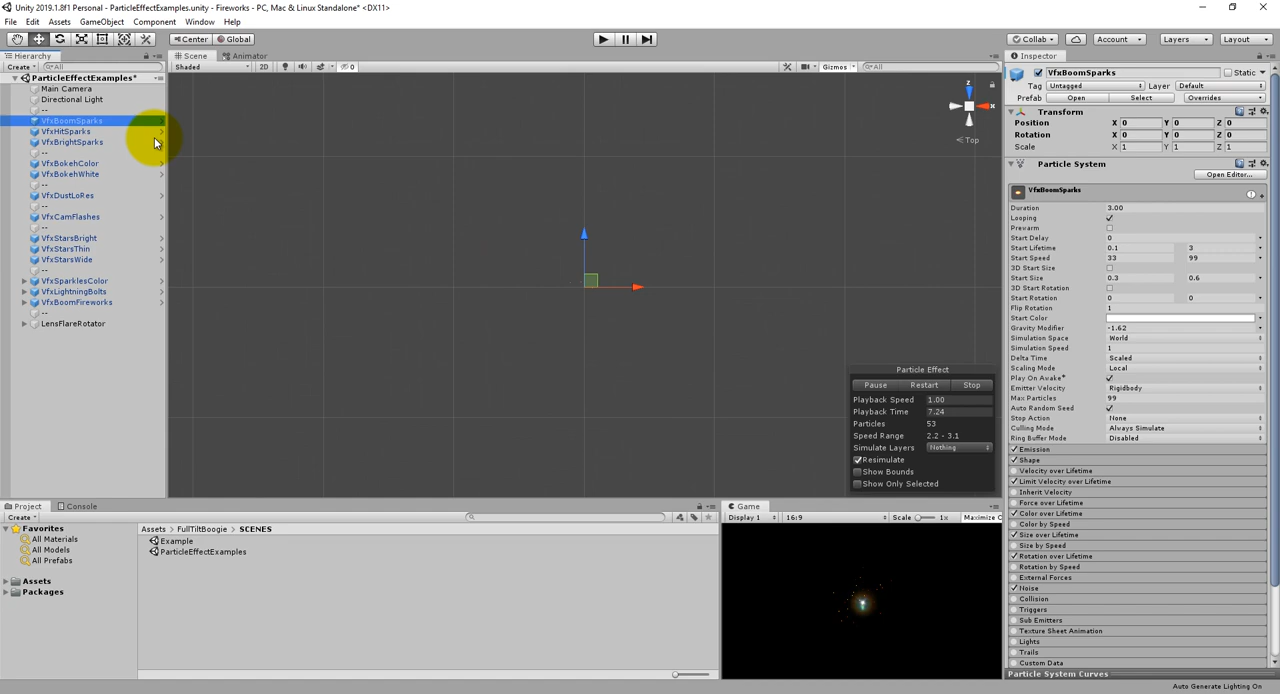 Unity 2019.1.8f1 Personal - ParticleEffectExamples.unity - Fireworks - PC, Mac & Linux Standalone* <DX11>
File Edit Assets GameObject Component Window Help
Center Global Collab Account Layers Layout
Hierarchy Scene Animator Inspector
Create All Shaded 2D 0 Gizmos All
ParticleEffectExamples*
Main Camera
Directional Light
--
VfxBoomSparks
VfxHitSparks
VfxBrightSparks
--
VfxBokehColor
VfxBokehWhite
--
VfxDustLoRes
--
VfxCamFlashes
--
VfxStarsBright
VfxStarsThin
VfxStarsWide
--
VfxSparklesColor
VfxLightningBolts
VfxBoomFireworks
--
LensFlareRotator
z
x
Top
Particle Effect
Pause Restart Stop
Playback Speed 1.00
Playback Time 7.24
Particles 53
Speed Range 2.2 - 3.1
Simulate Layers Nothing
Resimulate
Show Bounds
Show Only Selected
VfxBoomSparks Static
Tag Untagged Layer Default
Prefab Open Select Overrides
Transform
Position X 0 Y 0 Z 0
Rotation X 0 Y 0 Z 0
Scale X 1 Y 1 Z 1
Particle System
Open Editor...
VfxBoomSparks
Duration 3.00
Looping
Prewarm
Start Delay 0
Start Lifetime 0.1 3
Start Speed 33 99
3D Start Size
Start Size 0.3 0.6
3D Start Rotation
Start Rotation 0 0
Flip Rotation 1
Start Color
Gravity Modifier -1.62
Simulation Space World
Simulation Speed 1
Delta Time Scaled
Scaling Mode Local
Play On Awake*
Emitter Velocity Rigidbody
Max Particles 99
Auto Random Seed
Stop Action None
Culling Mode Always Simulate
Ring Buffer Mode Disabled
Emission
Shape
Velocity over Lifetime
Limit Velocity over Lifetime
Inherit Velocity
Force over Lifetime
Color over Lifetime
Color by Speed
Size over Lifetime
Size by Speed
Rotation over Lifetime
Rotation by Speed
External Forces
Noise
Collision
Triggers
Sub Emitters
Texture Sheet Animation
Lights
Trails
Custom Data
Particle System Curves
Project Console
Create
Favorites
All Materials
All Models
All Prefabs
Assets
Packages
Assets FullTiltBoogie SCENES
Example
ParticleEffectExamples
Game
Display 1 16:9 Scale 1x Maximize O
Auto Generate Lighting On